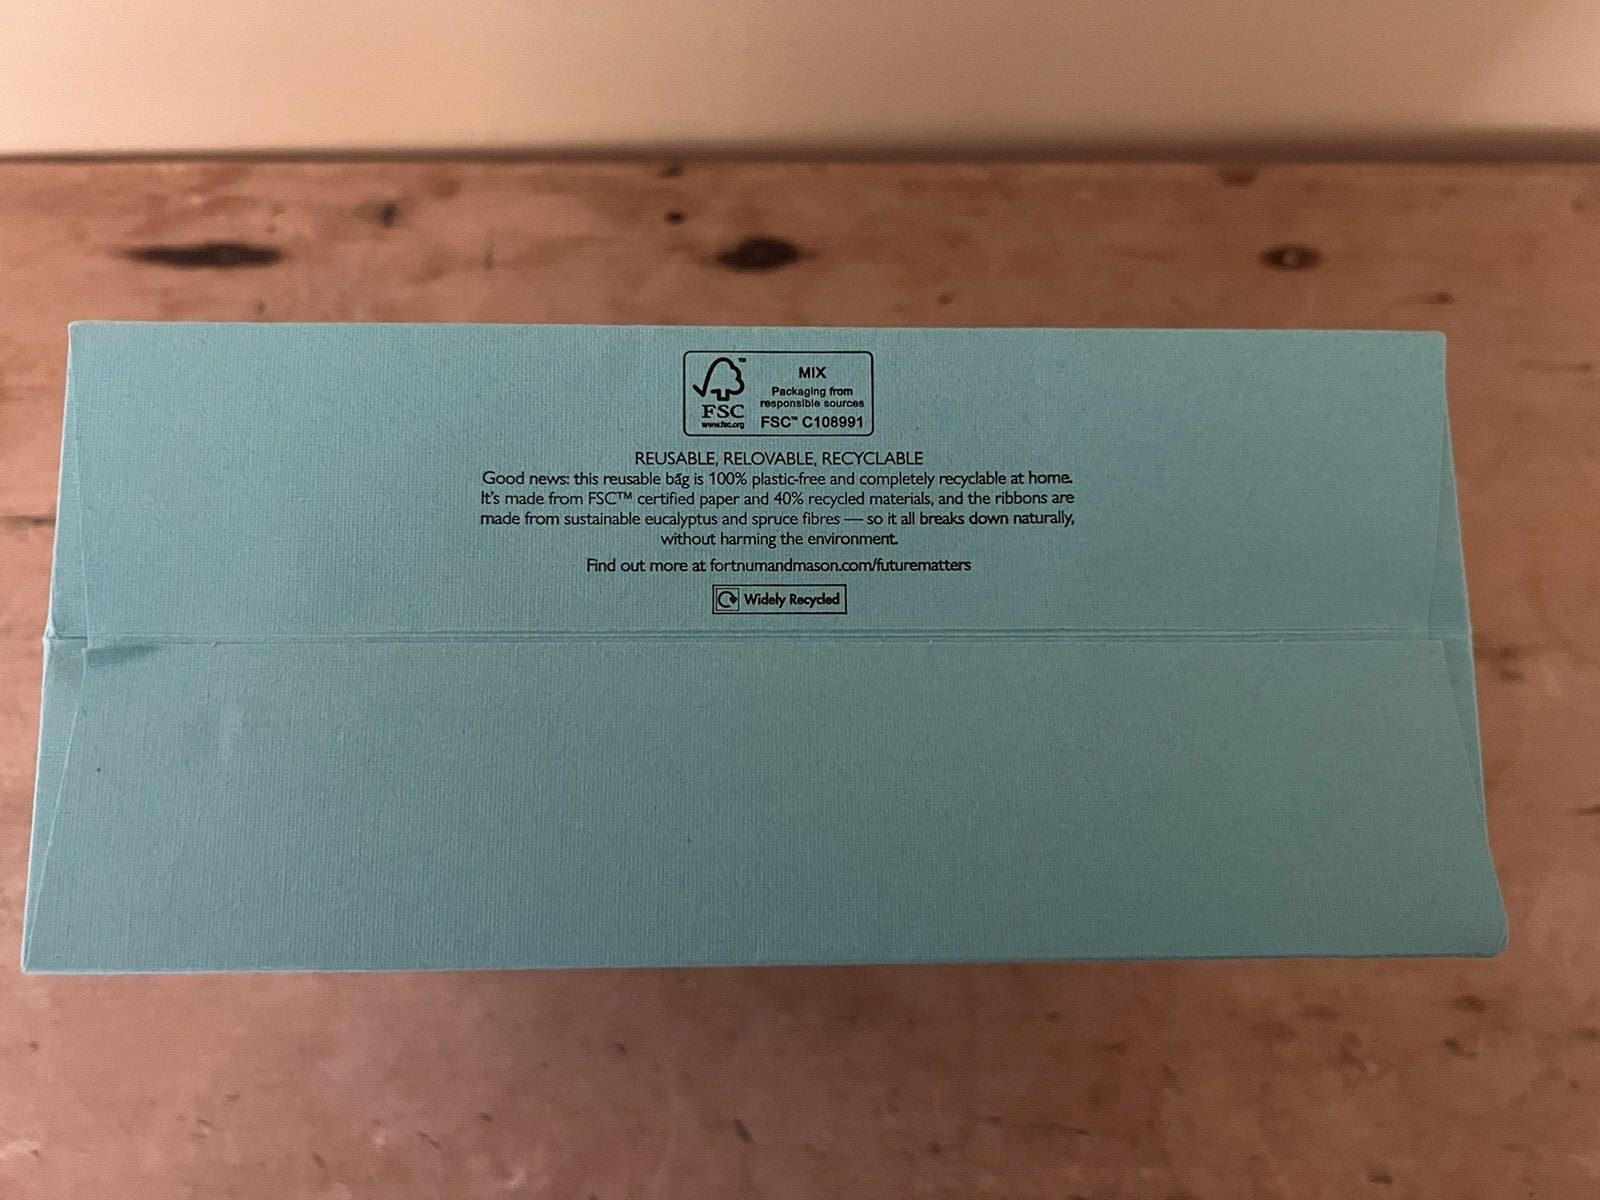 MIX
Packaging from
responsible sources
FSC™ C108991
FSC
www.fsc.org
REUSABLE, RELOVABLE, RECYCLABLE
Good news: this reusable bag is 100% plastic-free and completely recyclable at home.
It's made from FSC™ certified paper and 40% recycled materials, and the ribbons are
made from sustainable eucalyptus and spruce fibres — so it all breaks down naturally,
without harming the environment.
Find out more at fortnumandmason.com/futurematters
Widely Recycled